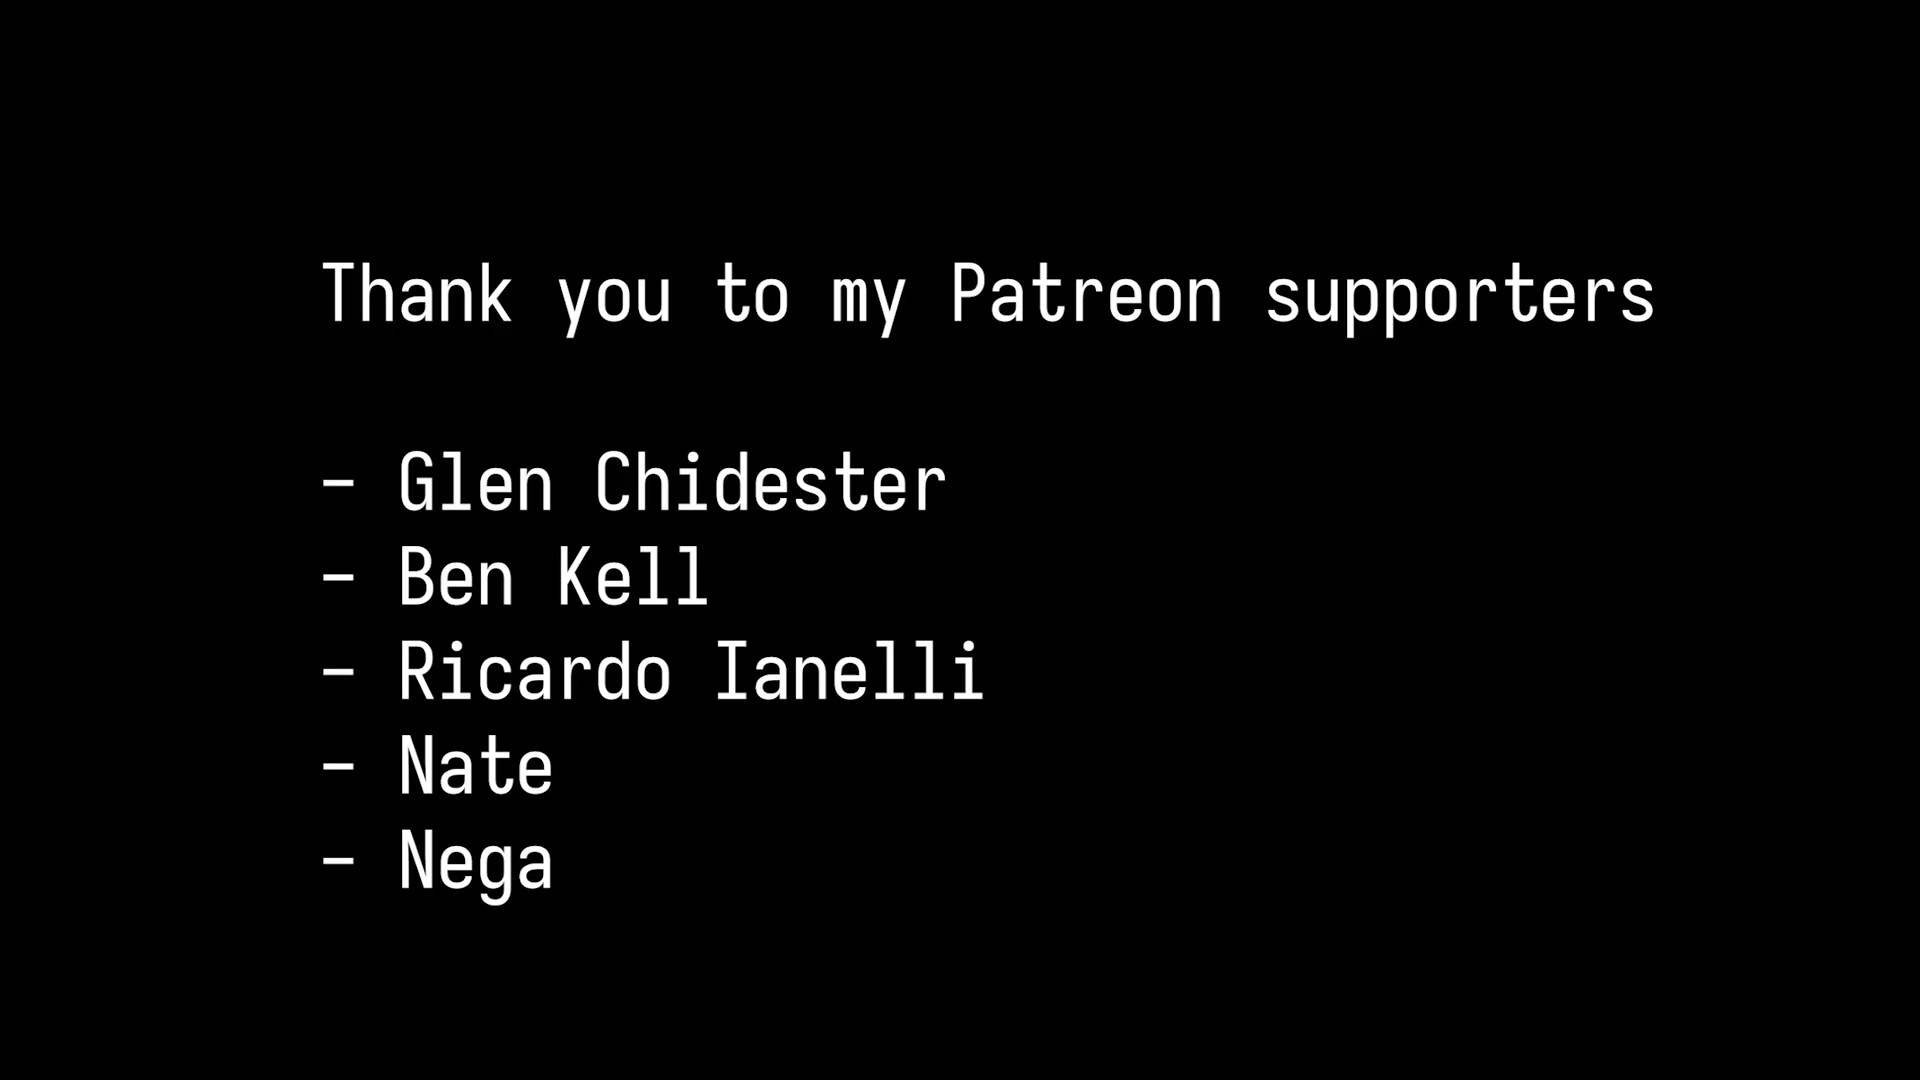 Thank you to my Patreon supporters
- Glen Chidester
- Ben Kell
- Ricardo Ianelli
- Nate
- Nega